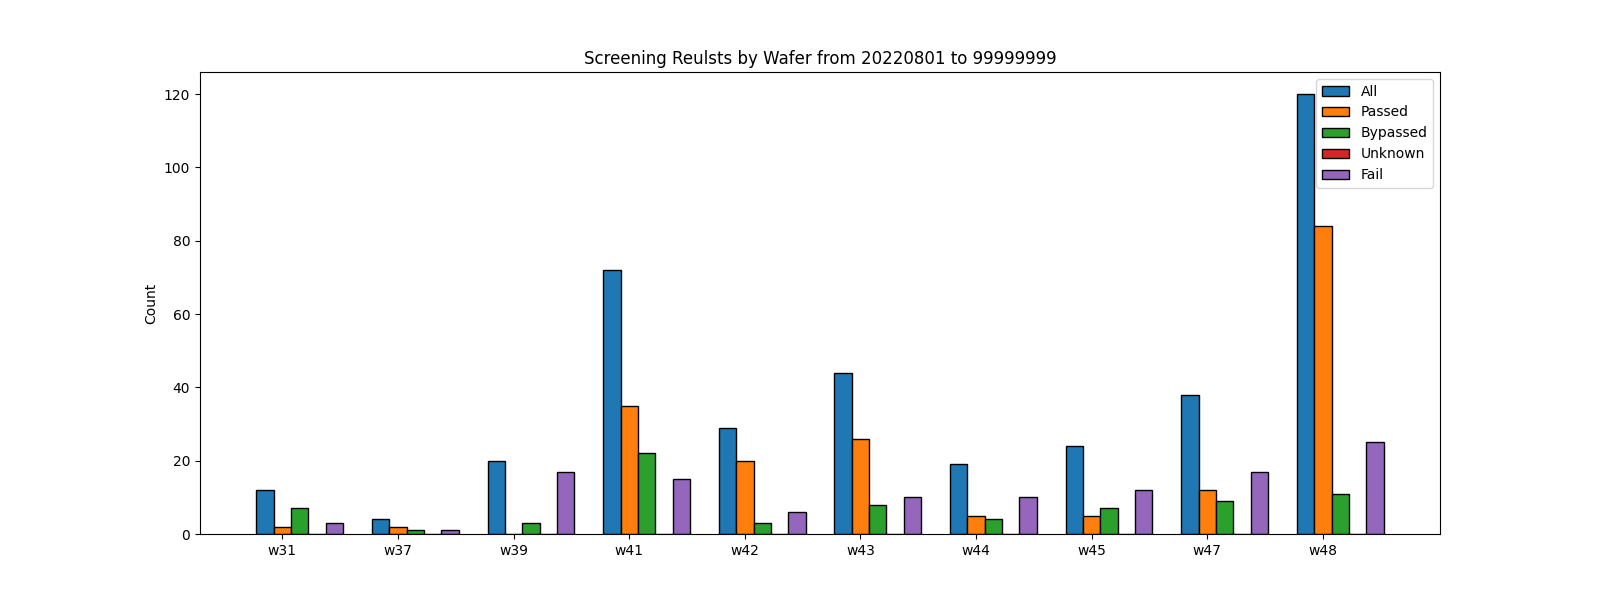 Screening Reulsts by Wafer from 20220801 to 99999999
All
Passed
Bypassed
Unknown
Fail
Count
120
100
80
60
40
20
0
w31 w37 w39 w41 w42 w43 w44 w45 w47 w48